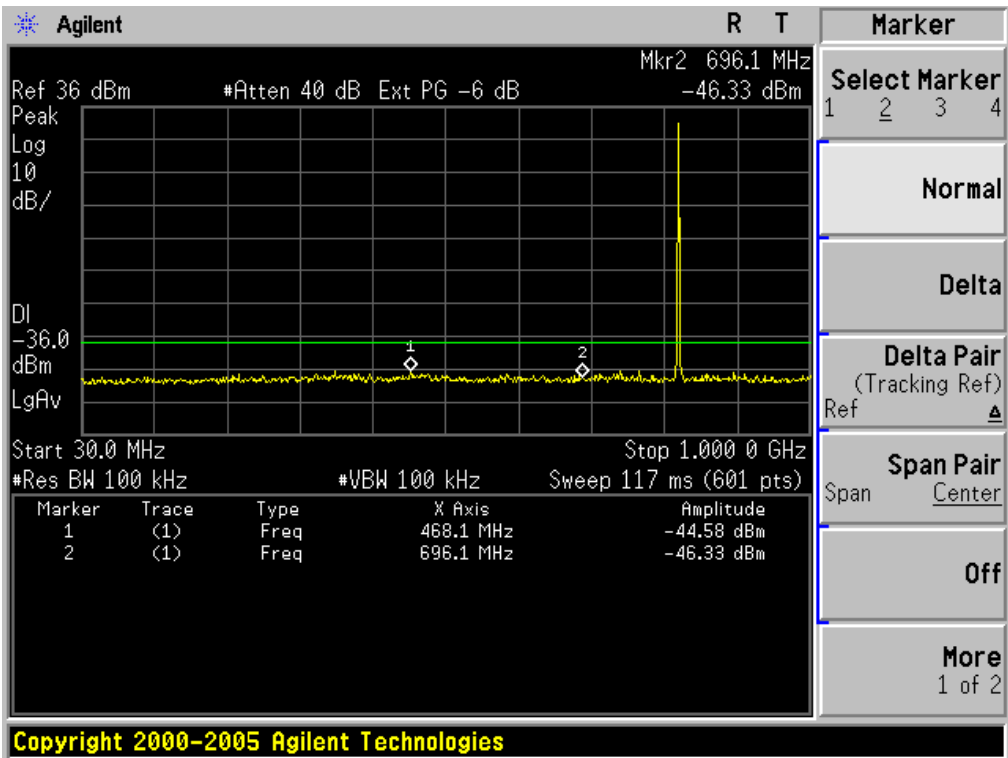 Agilent R T
Mkr2 696.1 MHz
Ref 36 dBm #Atten 40 dB Ext PG -6 dB -46.33 dBm
Peak
Log
10
dB/
DI
-36.0
dBm
LgAv
1
2
Start 30.0 MHz Stop 1.000 0 GHz
#Res BW 100 kHz #VBW 100 kHz Sweep 117 ms (601 pts)
Marker Trace Type X Axis Amplitude
1 (1) Freq 468.1 MHz -44.58 dBm
2 (1) Freq 696.1 MHz -46.33 dBm
Marker
Select Marker
1 2 3 4
Normal
Delta
Delta Pair
(Tracking Ref)
Ref Δ
Span Pair
Span Center
Off
More
1 of 2
Copyright 2000-2005 Agilent Technologies